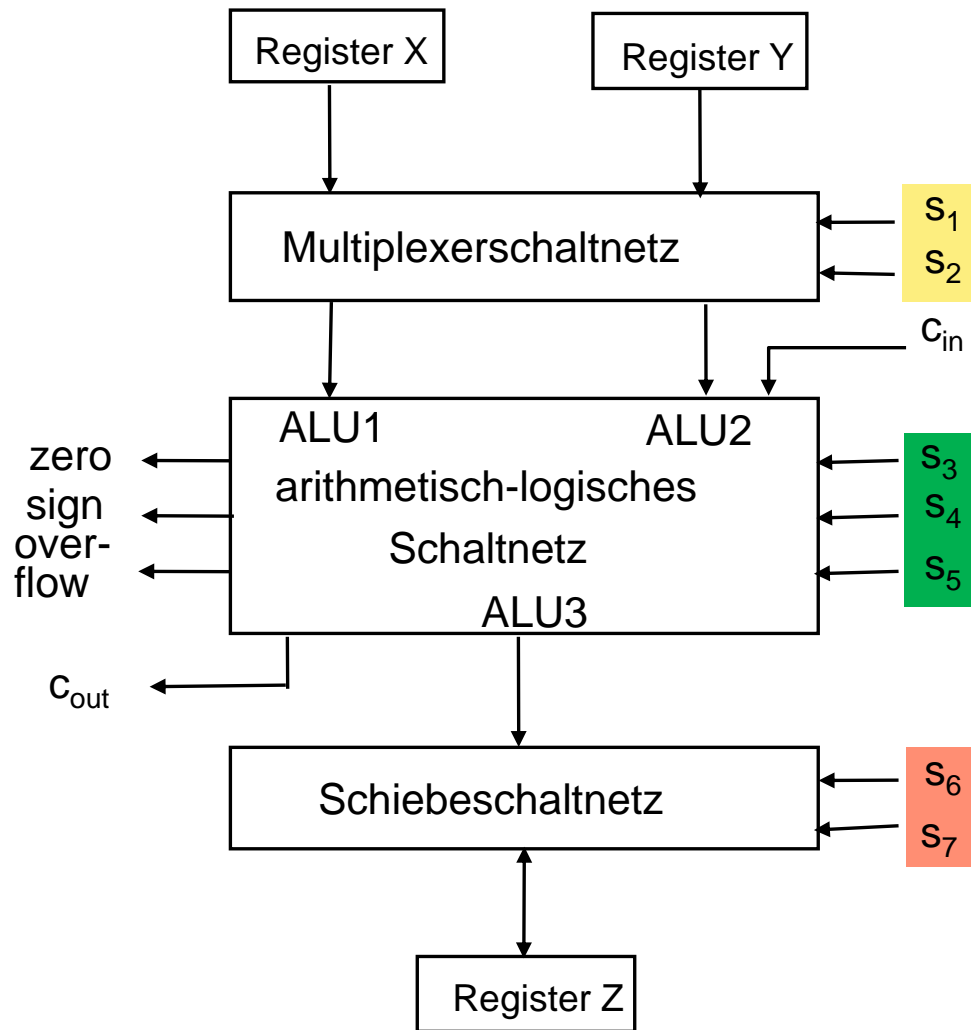 Register X
Register Y
s₁
Multiplexerschaltnetz
s₂
cᵢₙ
ALU1
ALU2
zero
s₃
arithmetisch-logisches
sign
s₄
over-
Schaltnetz
flow
s₅
ALU3
cₒᵤₜ
Schiebeschaltnetz
s₆
s₇
Register Z